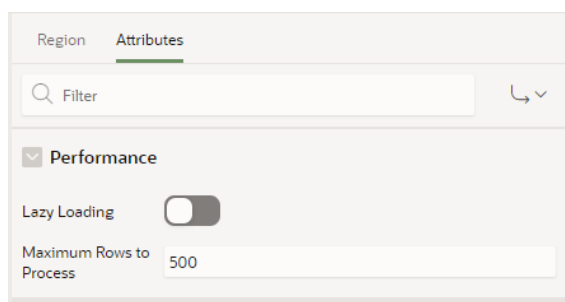 Region Attributes
Filter
Performance
Lazy Loading
Maximum Rows to
Process
500